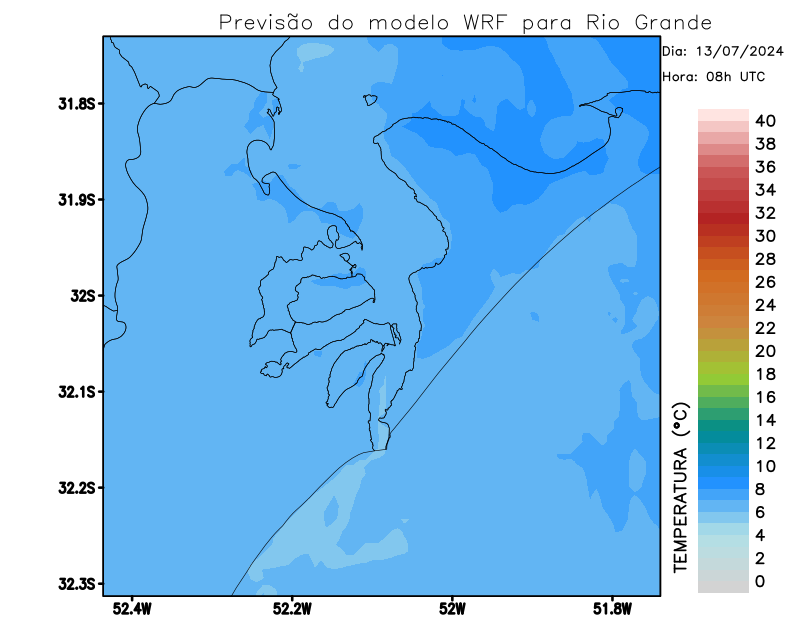 Previsão do modelo WRF para Rio Grande
Dia: 13/07/2024
Hora: 08h UTC
31.8S
31.9S
32S
32.1S
32.2S
32.3S
52.4W
52.2W
52W
51.8W
TEMPERATURA (°C)
40
38
36
34
32
30
28
26
24
22
20
18
16
14
12
10
8
6
4
2
0